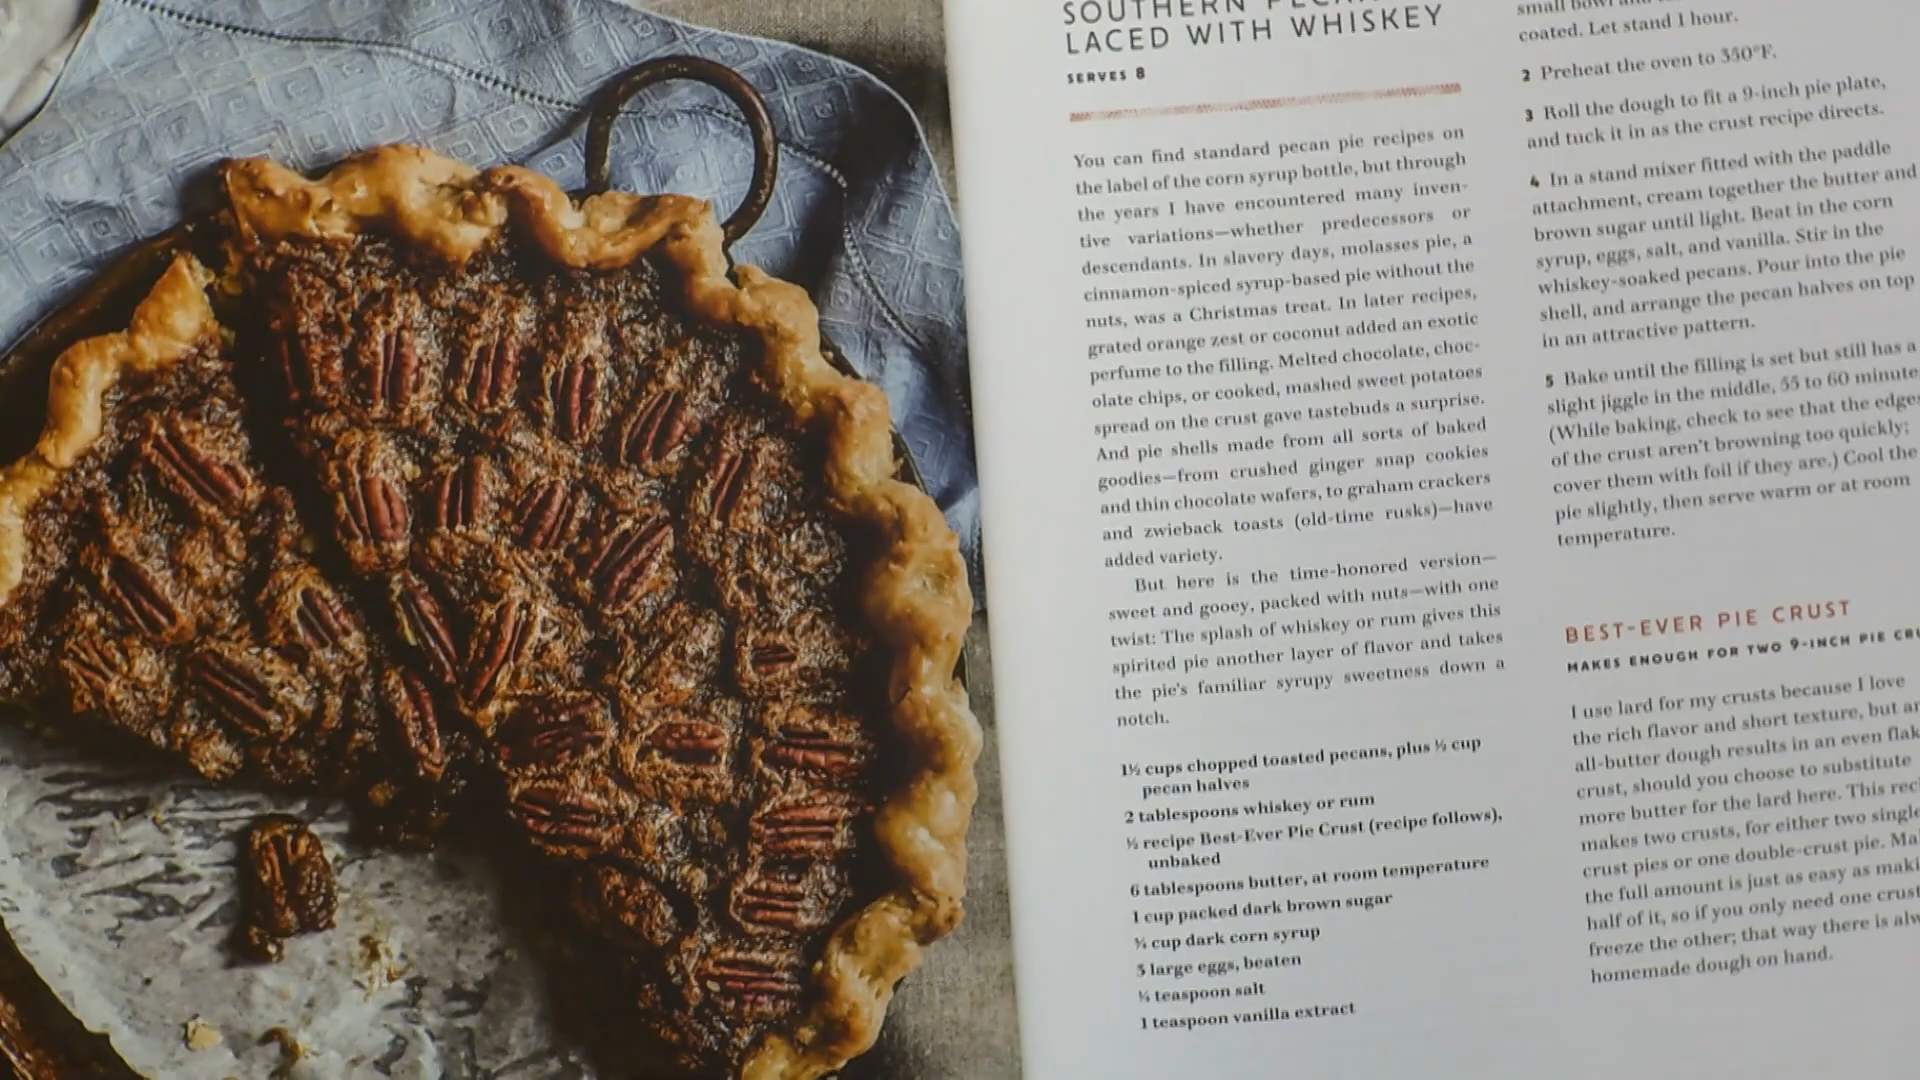 SOUTHERN PECAN
LACED WITH WHISKEY
SERVES 8
You can find standard pecan pie recipes on
the label of the corn syrup bottle, but through
the years I have encountered many inven-
tive variations—whether predecessors or
descendants. In slavery days, molasses pie, a
cinnamon-spiced syrup-based pie without the
nuts, was a Christmas treat. In later recipes,
grated orange zest or coconut added an exotic
perfume to the filling. Melted chocolate, choc-
olate chips, or cooked, mashed sweet potatoes
spread on the crust gave tastebuds a surprise.
And pie shells made from all sorts of baked
goodies—from crushed ginger snap cookies
and thin chocolate wafers, to graham crackers
and zwieback toasts (old-time rusks)—have
added variety.
But here is the time-honored version—
sweet and gooey, packed with nuts—with one
twist: The splash of whiskey or rum gives this
spirited pie another layer of flavor and takes
the pie's familiar syrupy sweetness down a
notch.
1½ cups chopped toasted pecans, plus ½ cup
pecan halves
2 tablespoons whiskey or rum
½ recipe Best-Ever Pie Crust (recipe follows),
unbaked
6 tablespoons butter, at room temperature
1 cup packed dark brown sugar
cup dark corn syrup
3 large eggs, beaten
teaspoon salt
1 teaspoon vanilla extract
small bowl and
coated. Let stand 1 hour.
2 Preheat the oven to 350°F.
3 Roll the dough to fit a 9-inch pie plate,
and tuck it in as the crust recipe directs.
4 In a stand mixer fitted with the paddle
attachment, cream together the butter and
brown sugar until light. Beat in the corn
syrup, eggs, salt, and vanilla. Stir in the
whiskey-soaked pecans. Pour into the pie
shell, and arrange the pecan halves on top
in an attractive pattern.
5 Bake until the filling is set but still has a
slight jiggle in the middle, 55 to 60 minute
(While baking, check to see that the edge
of the crust aren't browning too quickly;
cover them with foil if they are.) Cool the
pie slightly, then serve warm or at room
temperature.
BEST-EVER PIE CRUST
MAKES ENOUGH FOR TWO 9-INCH PIE CRU
I use lard for my crusts because I love
the rich flavor and short texture, but an
all-butter dough results in an even flak
crust, should you choose to substitute
more butter for the lard here. This rec
makes two crusts, for either two single
crust pies or one double-crust pie. Ma
the full amount is just as easy as maki
half of it, so if you only need one crust
freeze the other; that way there is alw
homemade dough on hand.